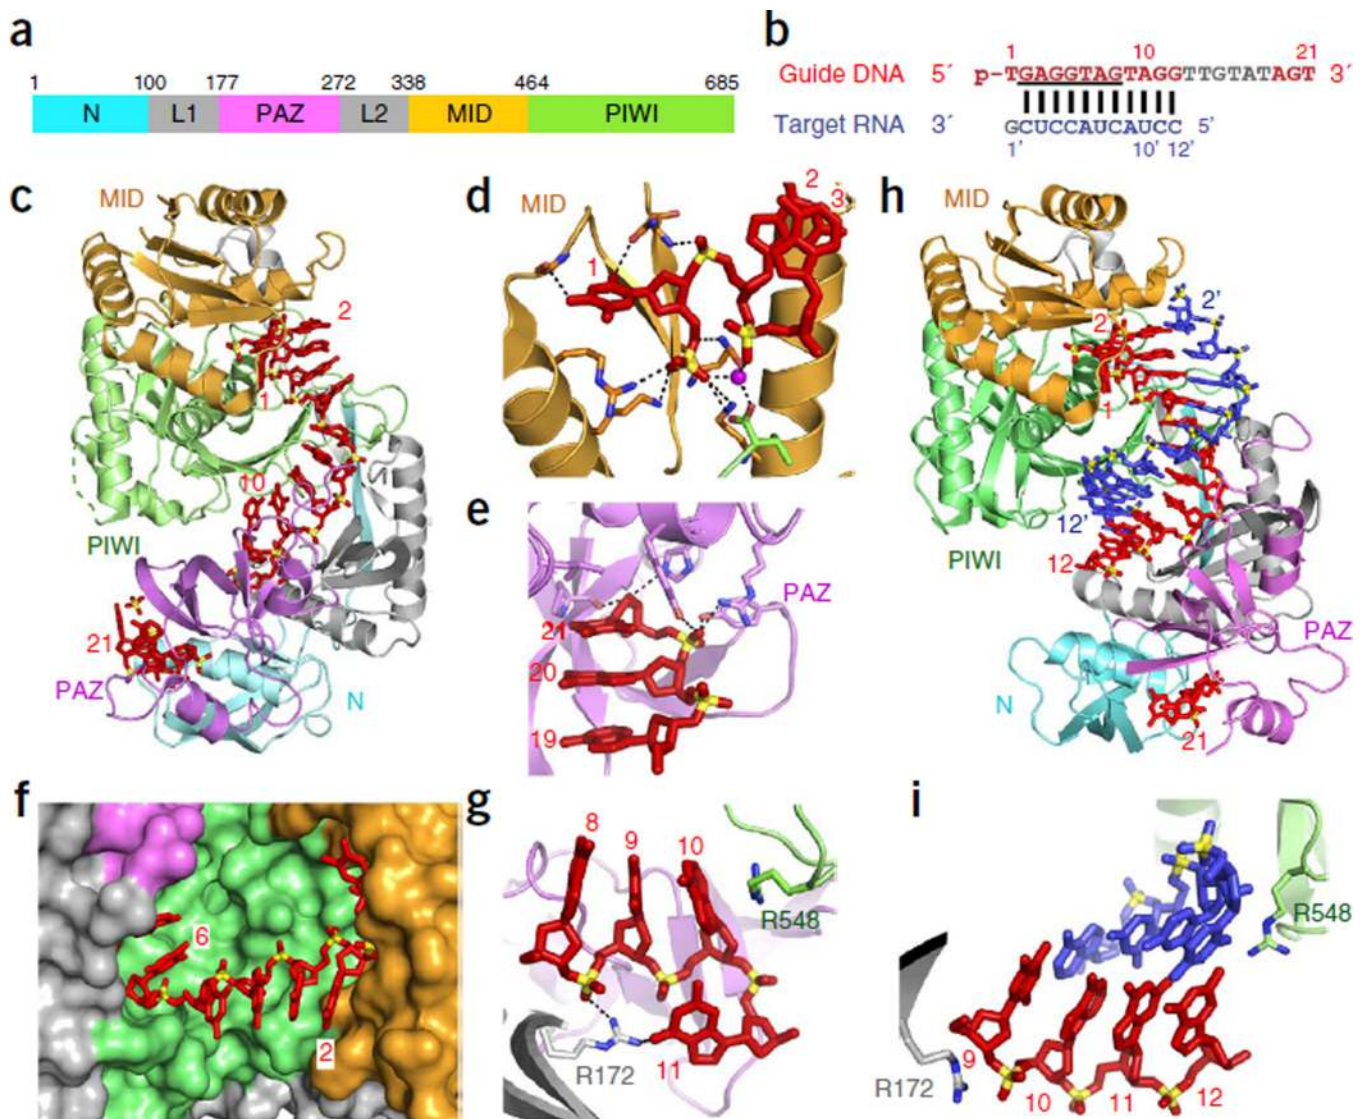 a
1 100 177 272 338 464 685
N L1 PAZ L2 MID PIWI
b
1 10 21
Guide DNA 5´ p-TGAGGTAGTAGGTTGTATAGT 3´
Target RNA 3´ GCUCCAUCAUCC 5’
1’ 10’ 12’
c
MID
2
1
10
PIWI
21
PAZ
N
d
MID
2
3
1
e
PAZ
21
20
19
f
6
2
g
8
9
10
R548
11
R172
h
MID
2’
2
1
12’
12
PIWI
PAZ
N
21
i
R548
R172
9
10
11
12